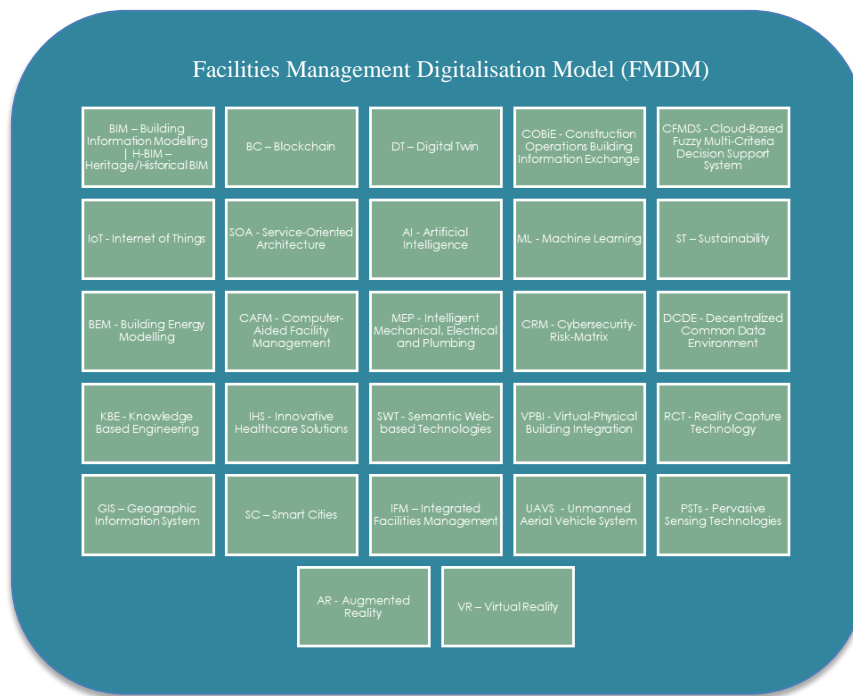 Facilities Management Digitalisation Model (FMDM)
BIM – Building
Information Modelling
| H-BIM –
Heritage/Historical BIM
BC – Blockchain
DT – Digital Twin
COBiE - Construction
Operations Building
Information Exchange
CFMDS - Cloud-Based
Fuzzy Multi-Criteria
Decision Support
System
IoT - Internet of Things
SOA - Service-Oriented
Architecture
AI - Artificial
Intelligence
ML - Machine Learning
ST – Sustainability
BEM - Building Energy
Modelling
CAFM – Computer-
Aided Facility
Management
MEP - Intelligent
Mechanical, Electrical
and Plumbing
CRM – Cybersecurity-
Risk-Matrix
DCDE – Decentralized
Common Data
Environment
KBE - Knowledge
Based Engineering
IHS - Innovative
Healthcare Solutions
SWT - Semantic Web-
based Technologies
VPBI - Virtual-Physical
Building Integration
RCT - Reality Capture
Technology
GIS – Geographic
Information System
SC – Smart Cities
IFM – Integrated
Facilities Management
UAVS - Unmanned
Aerial Vehicle System
PSTs - Pervasive
Sensing Technologies
AR - Augmented
Reality
VR – Virtual Reality